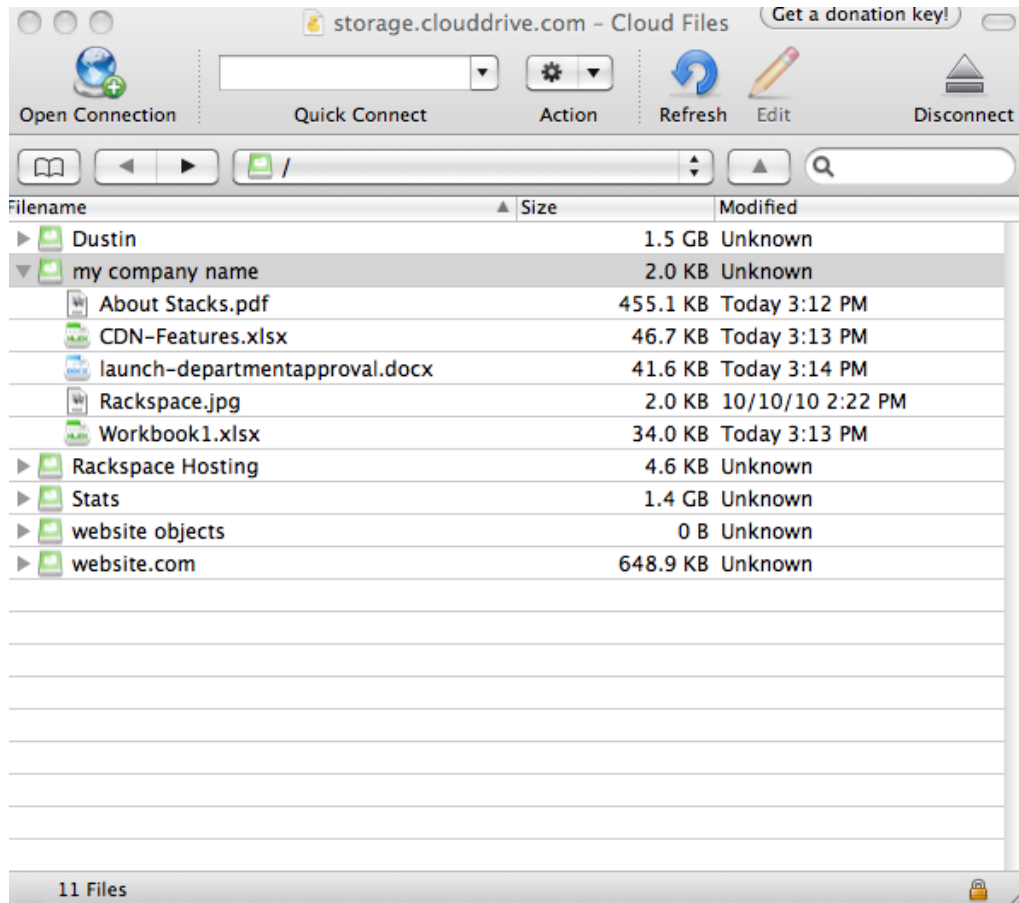 storage.clouddrive.com – Cloud Files
Get a donation key!
Open Connection Quick Connect Action Refresh Edit Disconnect
/
Filename Size Modified
Dustin 1.5 GB Unknown
my company name 2.0 KB Unknown
About Stacks.pdf 455.1 KB Today 3:12 PM
CDN-Features.xlsx 46.7 KB Today 3:13 PM
launch-departmentapproval.docx 41.6 KB Today 3:14 PM
Rackspace.jpg 2.0 KB 10/10/10 2:22 PM
Workbook1.xlsx 34.0 KB Today 3:13 PM
Rackspace Hosting 4.6 KB Unknown
Stats 1.4 GB Unknown
website objects 0 B Unknown
website.com 648.9 KB Unknown
11 Files